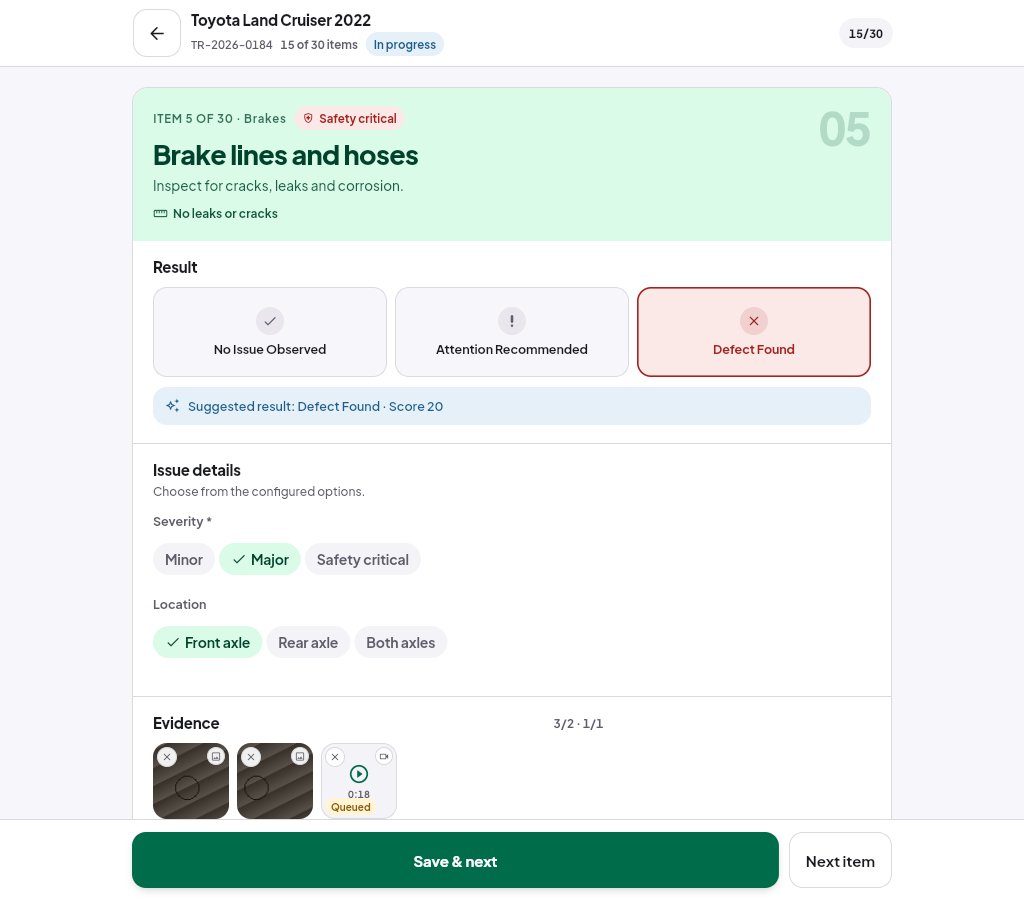 Toyota Land Cruiser 2022
TR-2026-0184 15 of 30 items In progress
15/30
ITEM 5 OF 30 · Brakes Safety critical
05
Brake lines and hoses
Inspect for cracks, leaks and corrosion.
No leaks or cracks
Result
No Issue Observed
Attention Recommended
Defect Found
Suggested result: Defect Found · Score 20
Issue details
Choose from the configured options.
Severity *
Minor Major Safety critical
Location
Front axle Rear axle Both axles
Evidence 3/2 · 1/1
0:18
Queued
Save & next Next item